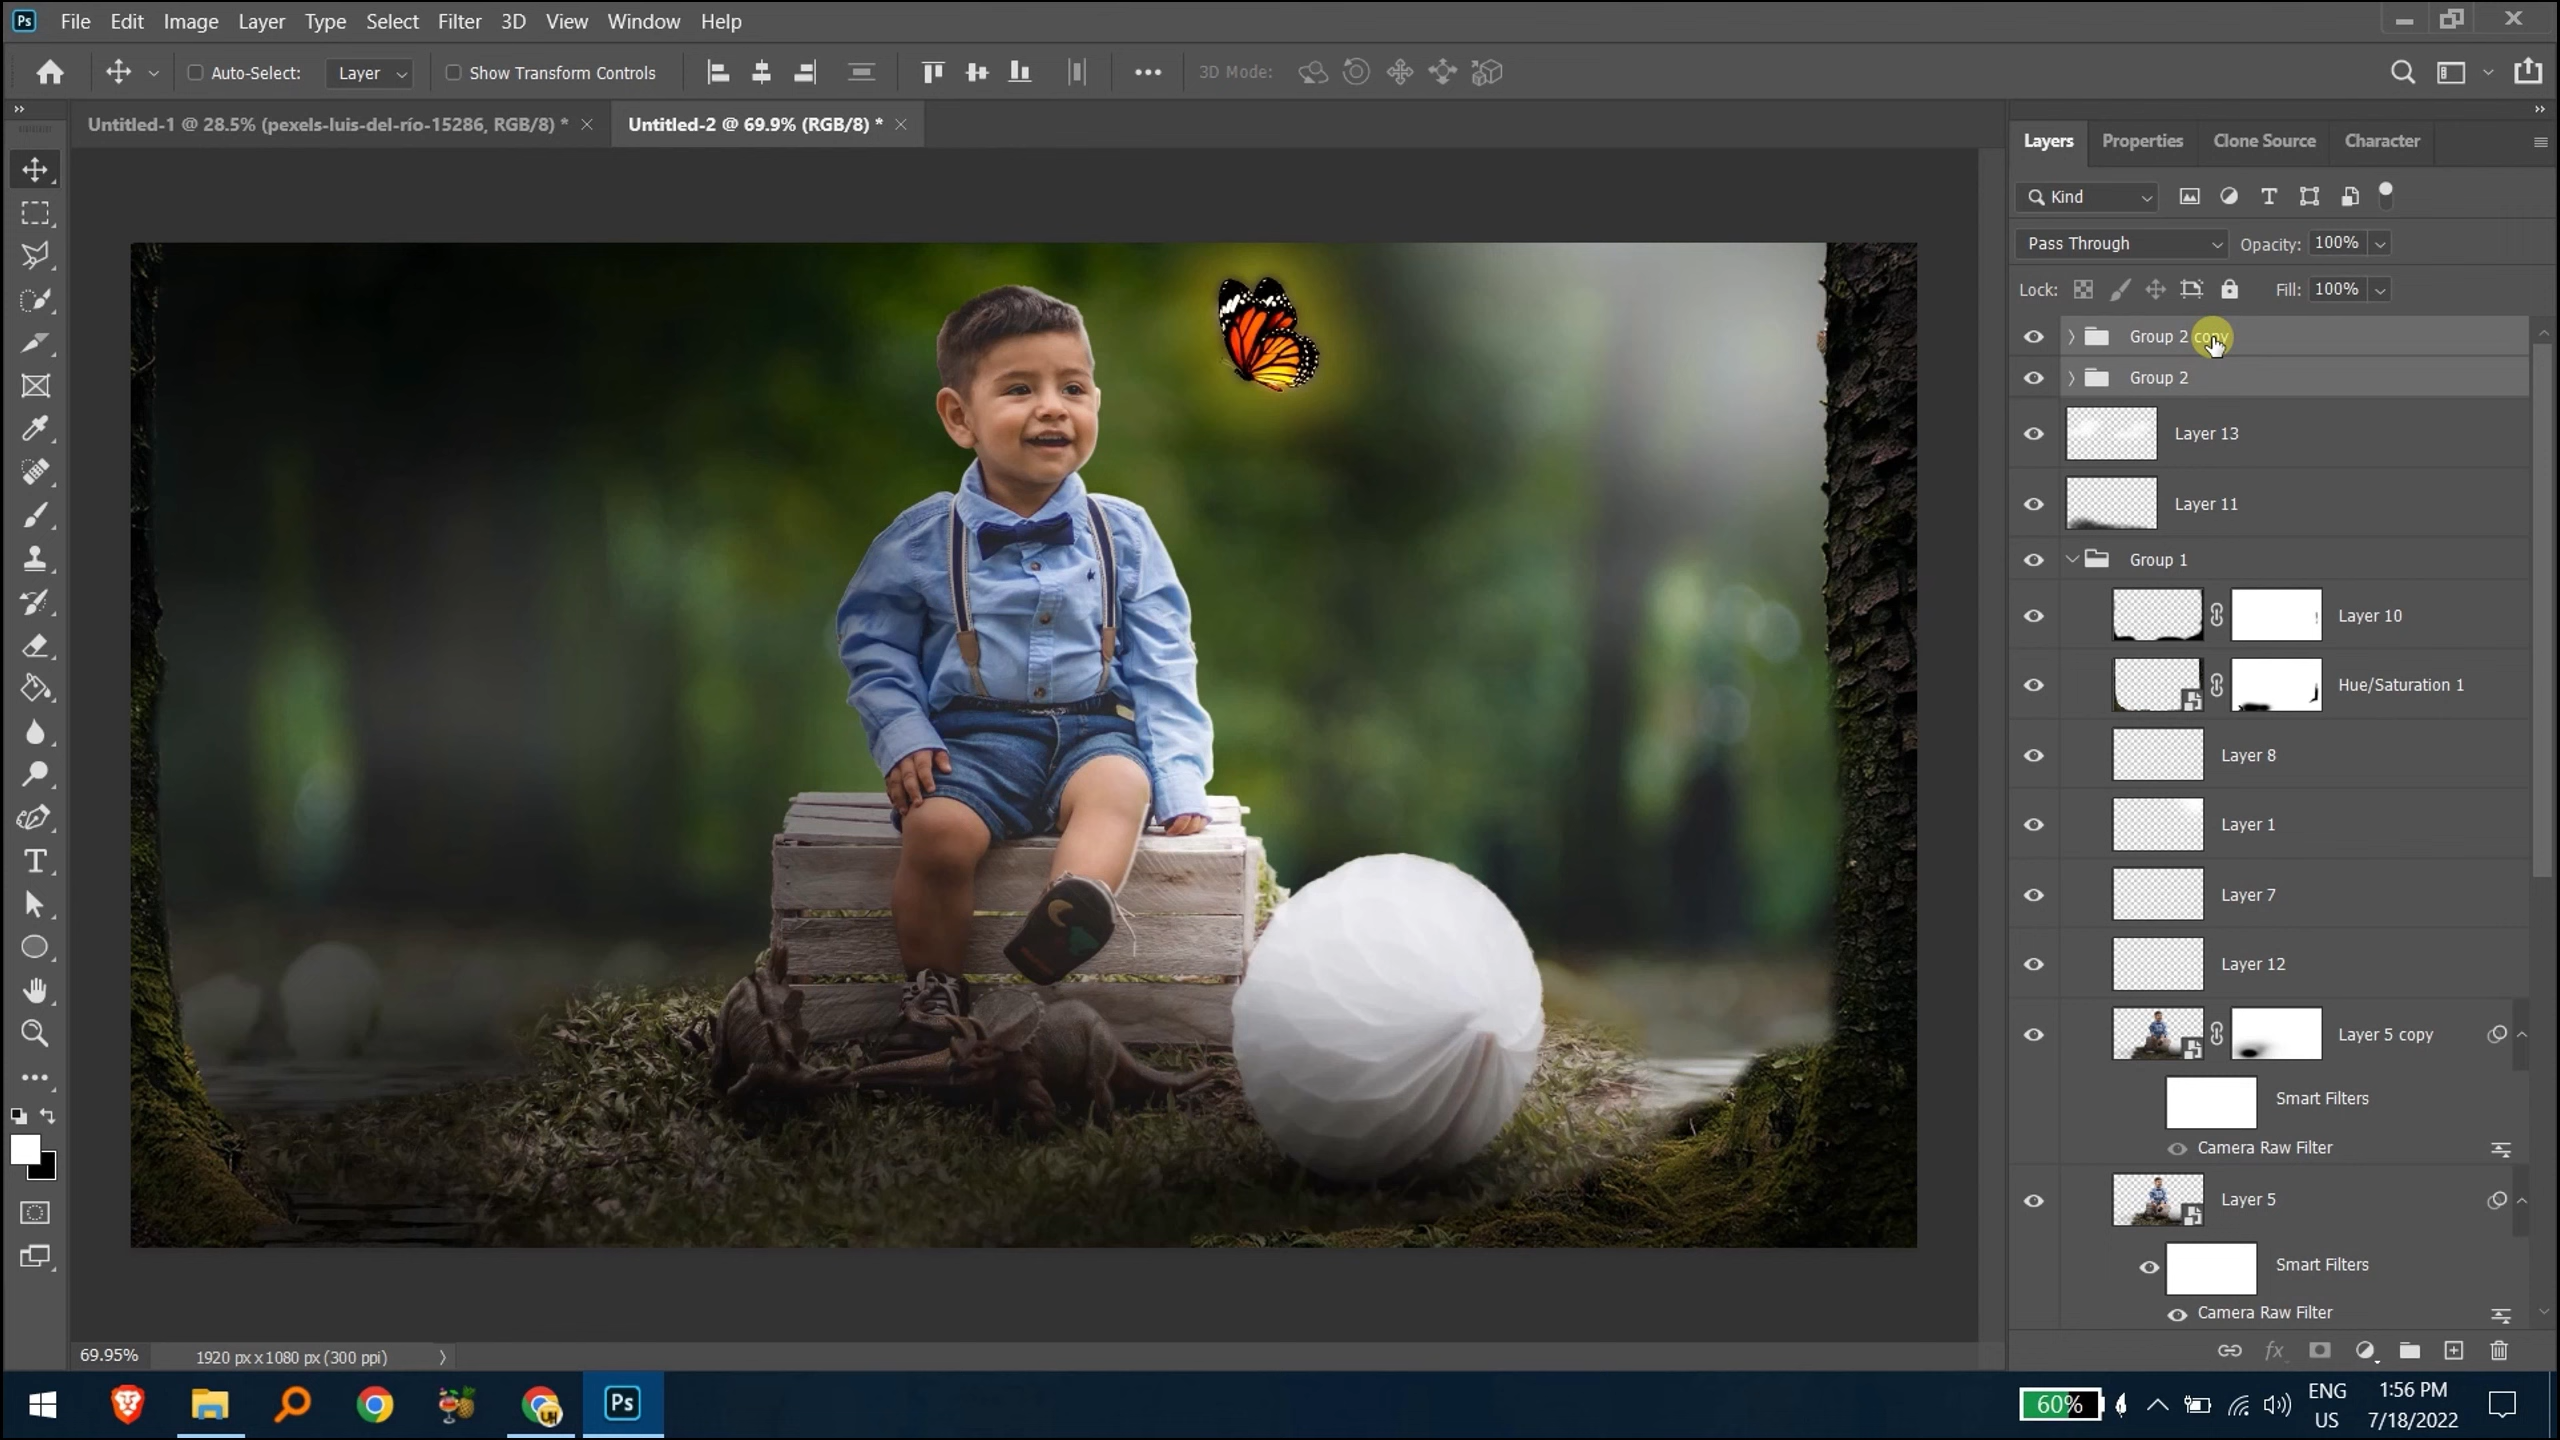 Ps File Edit Image Layer Type Select Filter 3D View Window Help
Auto-Select: Layer Show Transform Controls 3D Mode:
Untitled-1 @ 28.5% (pexels-luis-del-río-15286, RGB/8) * Untitled-2 @ 69.9% (RGB/8) *
Layers Properties Clone Source Character
Kind
Pass Through Opacity: 100%
Lock: Fill: 100%
Group 2 copy
Group 2
Layer 13
Layer 11
Group 1
Layer 10
Hue/Saturation 1
Layer 8
Layer 1
Layer 7
Layer 12
Layer 5 copy
Smart Filters
Camera Raw Filter
Layer 5
Smart Filters
Camera Raw Filter
69.95% 1920 px x 1080 px (300 ppi)
fx
Ps
60%
ENG
US
1:56 PM
7/18/2022